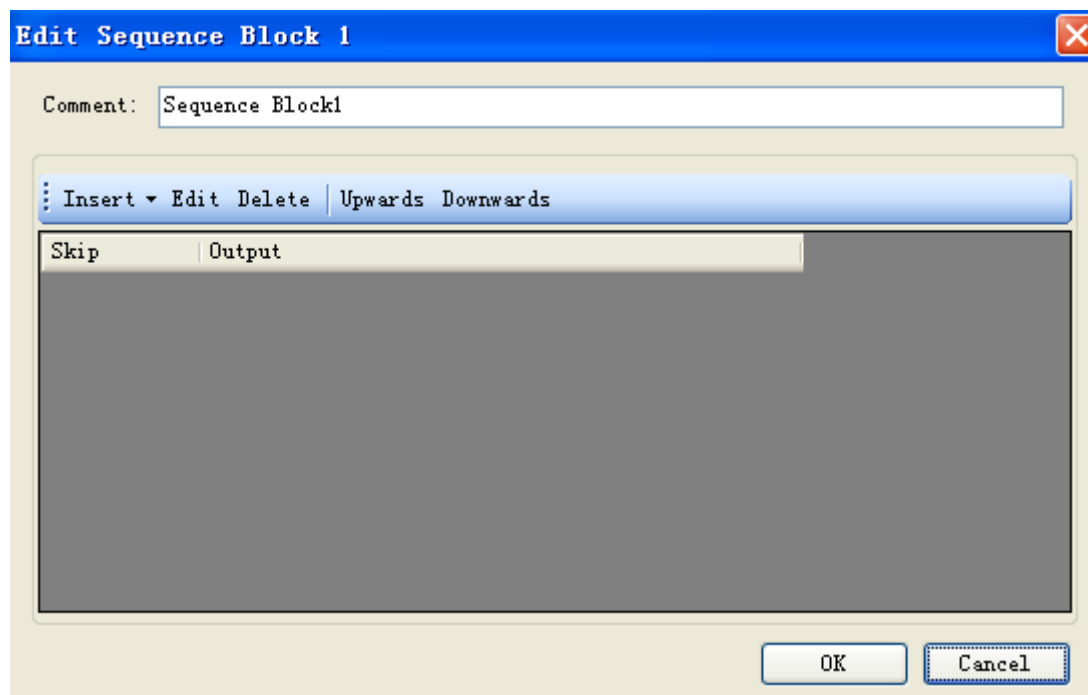 Edit Sequence Block 1
Comment: Sequence Block1
Insert Edit Delete Upwards Downwards
Skip Output
OK Cancel